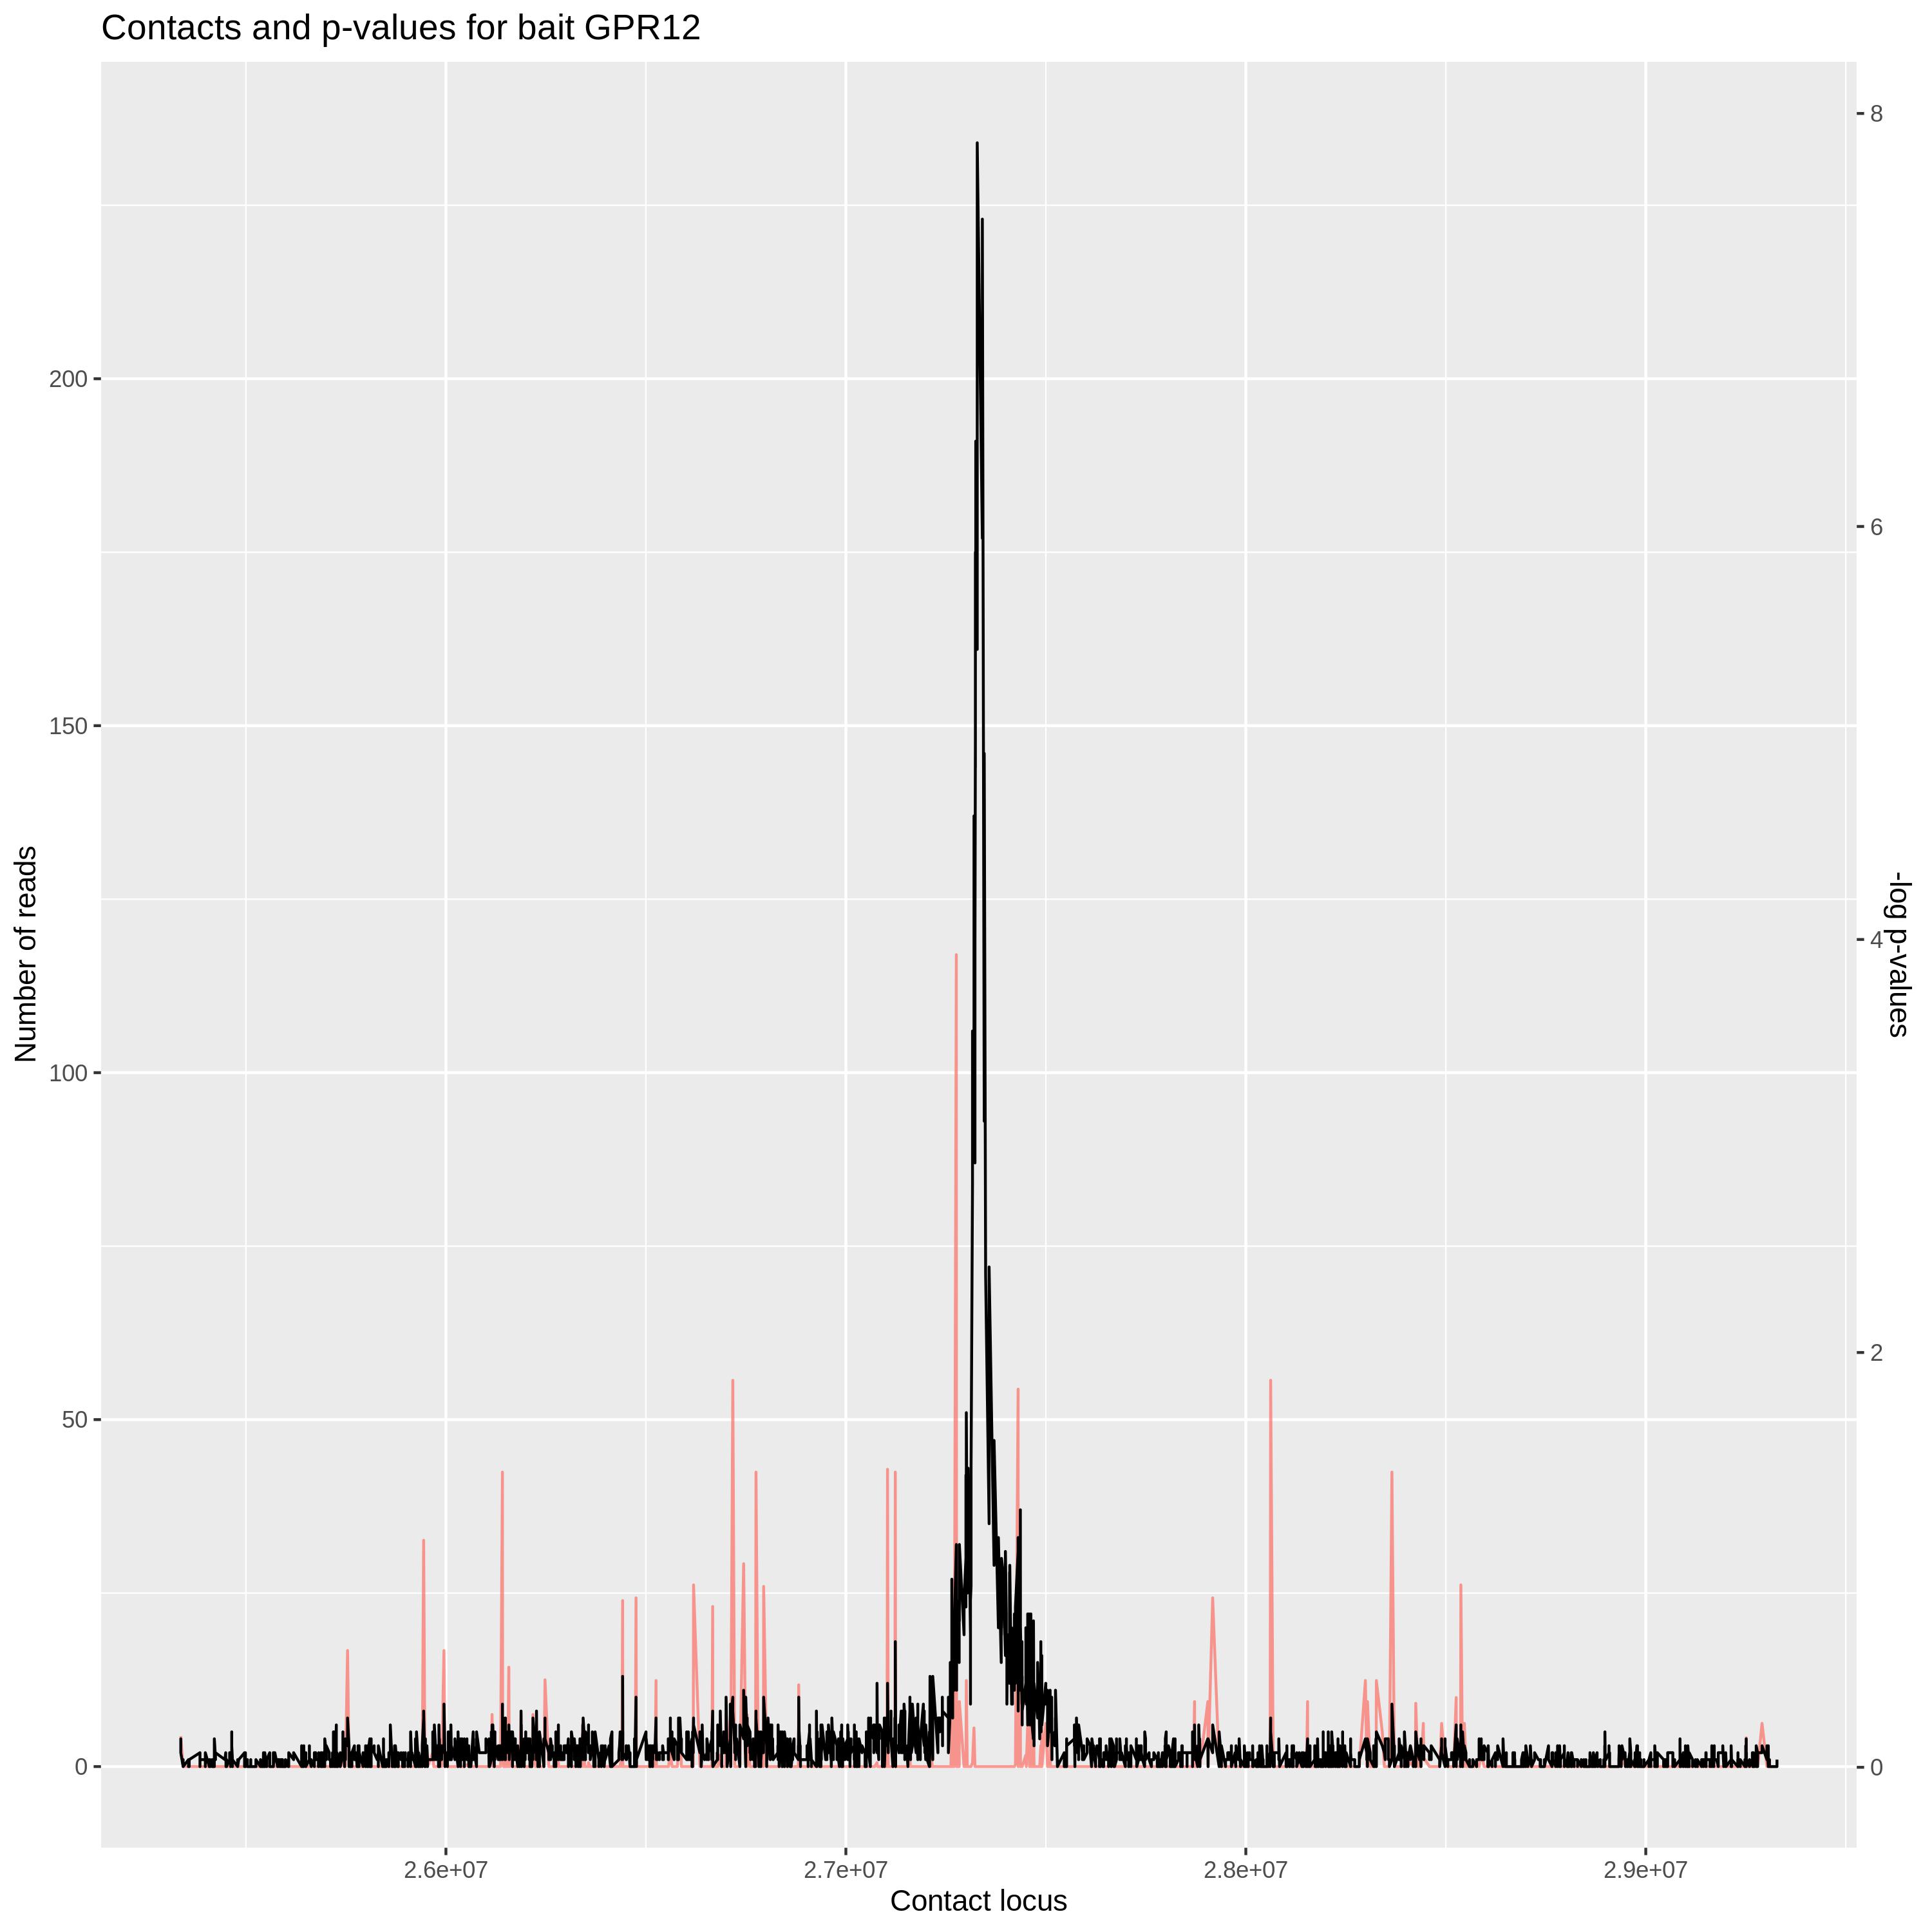 Contacts and p-values for bait GPR12
Number of reads
200
150
100
50
0
8
6
4
2
0
-log p-values
2.6e+07
2.7e+07
2.8e+07
2.9e+07
Contact locus